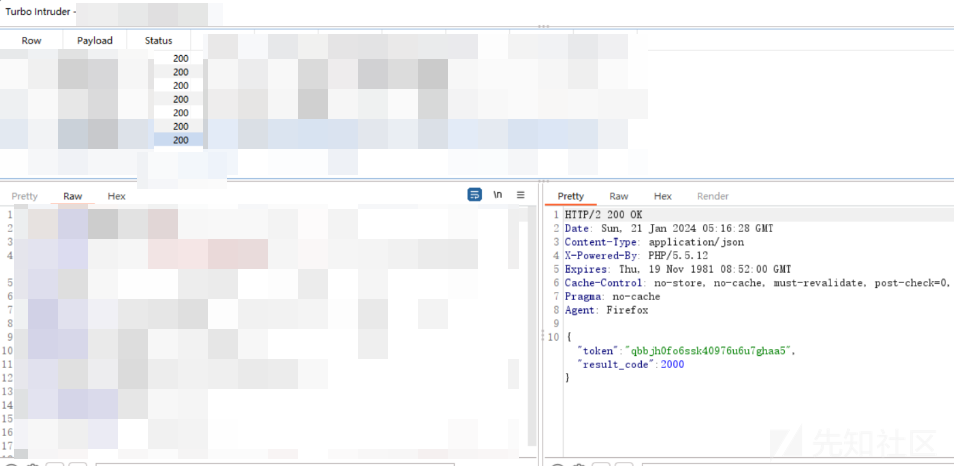 Turbo Intruder -
Row Payload Status
200
200
200
200
200
200
200
Pretty Raw Hex \n
1
2
3
4
5
6
7
8
9
10
11
12
13
14
15
16
17
Pretty Raw Hex Render
1 HTTP/2 200 OK
2 Date: Sun, 21 Jan 2024 05:16:28 GMT
3 Content-Type: application/json
4 X-Powered-By: PHP/5.5.12
5 Expires: Thu, 19 Nov 1981 08:52:00 GMT
6 Cache-Control: no-store, no-cache, must-revalidate, post-check=0,
7 Pragma: no-cache
8 Agent: Firefox
9
10 {
"token":"qbbjh0fo6ssk40976u6u7ghaa5",
"result_code":2000
}
先知社区